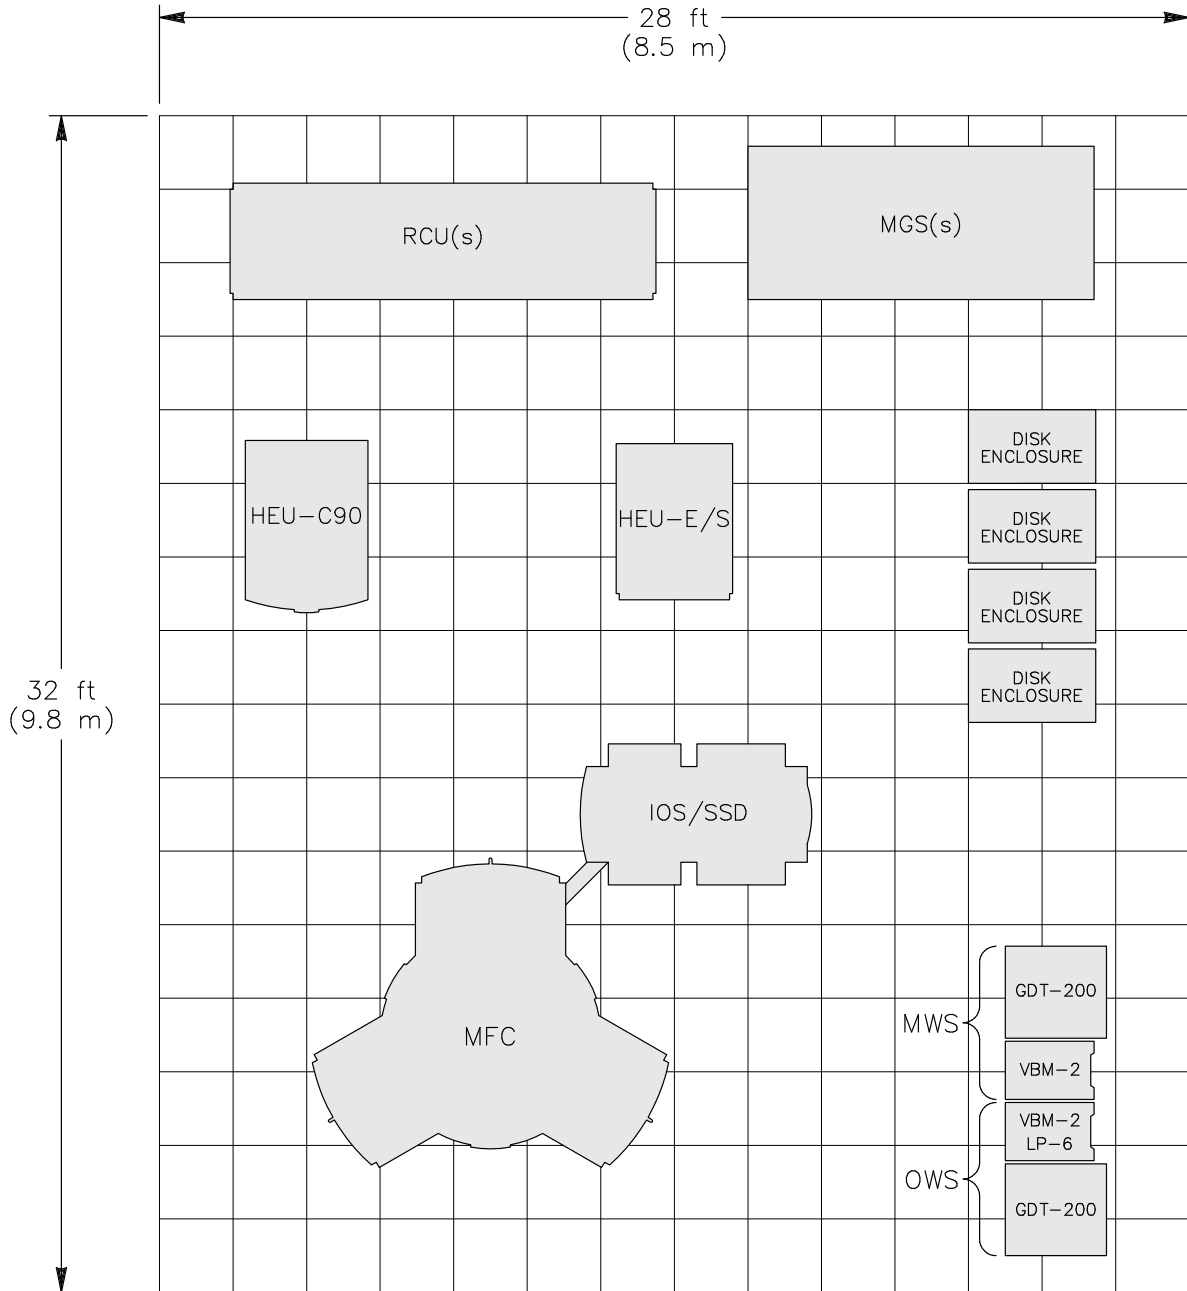 28 ft
(8.5 m)
RCU(s)
MGS(s)
DISK
ENCLOSURE
HEU-C90
HEU-E/S
DISK
ENCLOSURE
DISK
ENCLOSURE
DISK
ENCLOSURE
32 ft
(9.8 m)
IOS/SSD
MFC
MWS
GDT-200
VBM-2
OWS
VBM-2
LP-6
GDT-200